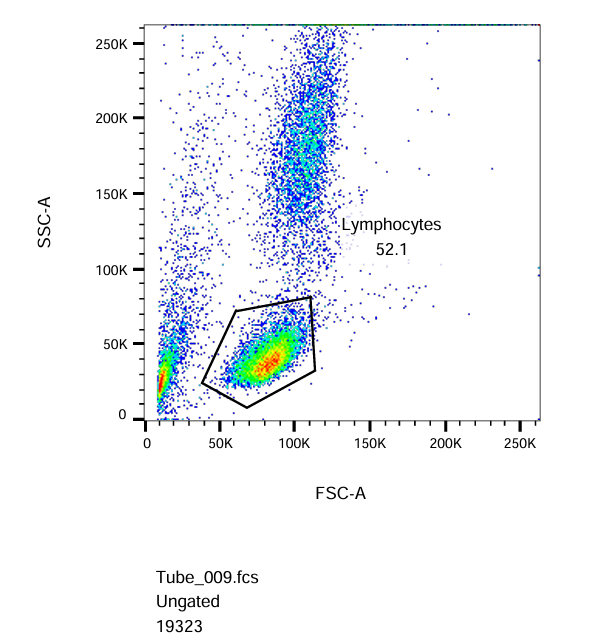 250K
200K
150K
100K
50K
0
SSC-A
Lymphocytes
52.1
0 50K 100K 150K 200K 250K
FSC-A
Tube_009.fcs
Ungated
19323